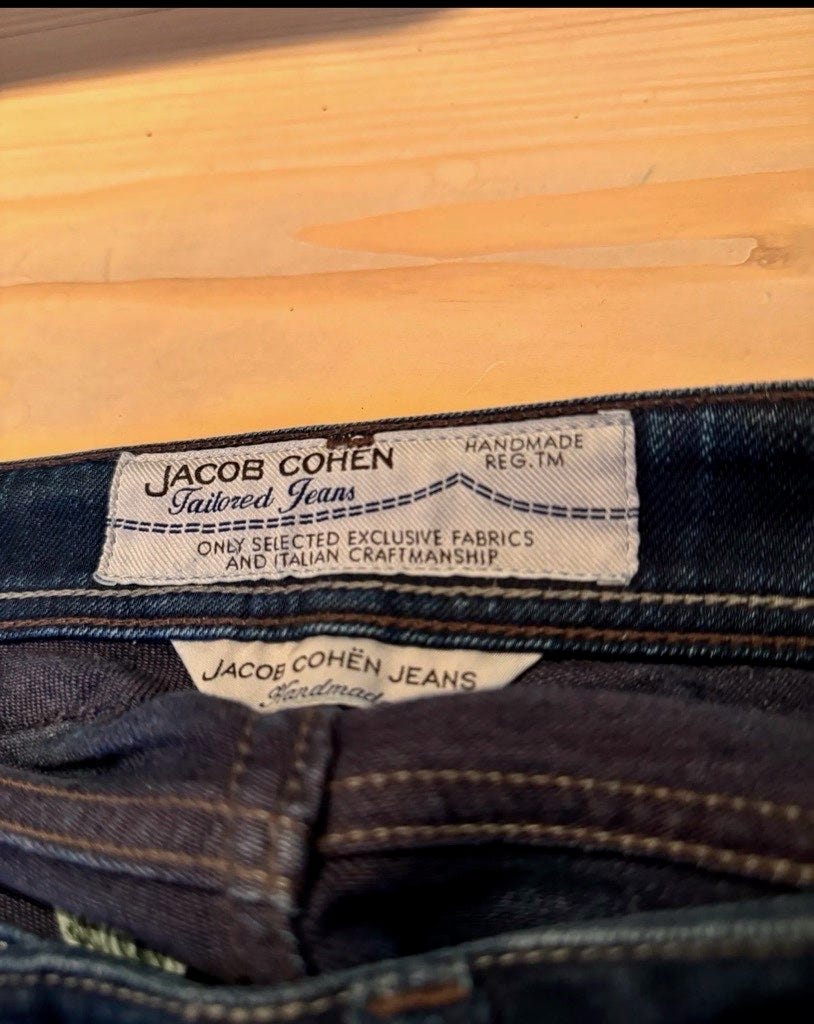 JACOB COHËN
Tailored Jeans
HANDMADE
REG.TM
ONLY SELECTED EXCLUSIVE FABRICS
AND ITALIAN CRAFTMANSHIP
JACOB COHËN JEANS